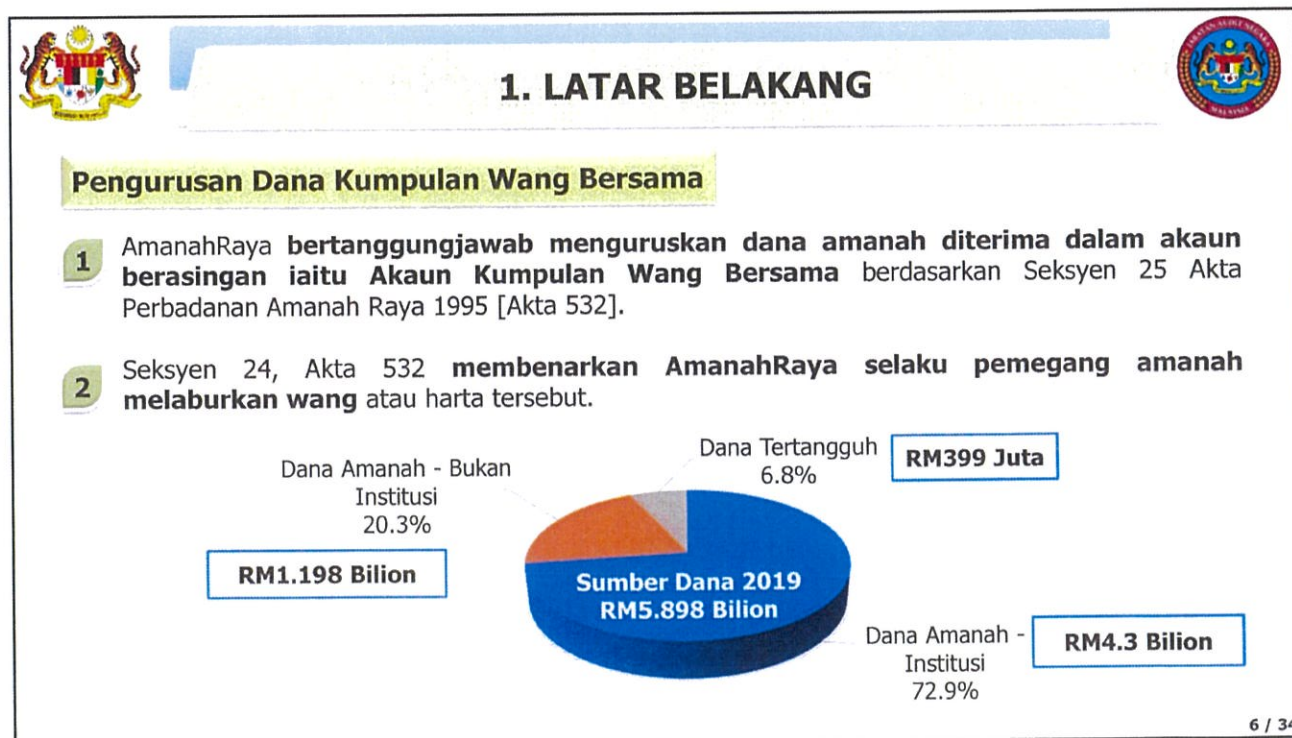 1. LATAR BELAKANG
JABATAN AUDIT NEGARA
MALAYSIA
Pengurusan Dana Kumpulan Wang Bersama
1
AmanahRaya bertanggungjawab menguruskan dana amanah diterima dalam akaun
berasingan iaitu Akaun Kumpulan Wang Bersama berdasarkan Seksyen 25 Akta
Perbadanan Amanah Raya 1995 [Akta 532].
2
Seksyen 24, Akta 532 membenarkan AmanahRaya selaku pemegang amanah
melaburkan wang atau harta tersebut.
Dana Tertangguh
6.8%
RM399 Juta
Dana Amanah - Bukan
Institusi
20.3%
RM1.198 Bilion
Sumber Dana 2019
RM5.898 Bilion
Dana Amanah -
Institusi
72.9%
RM4.3 Bilion
6 / 34